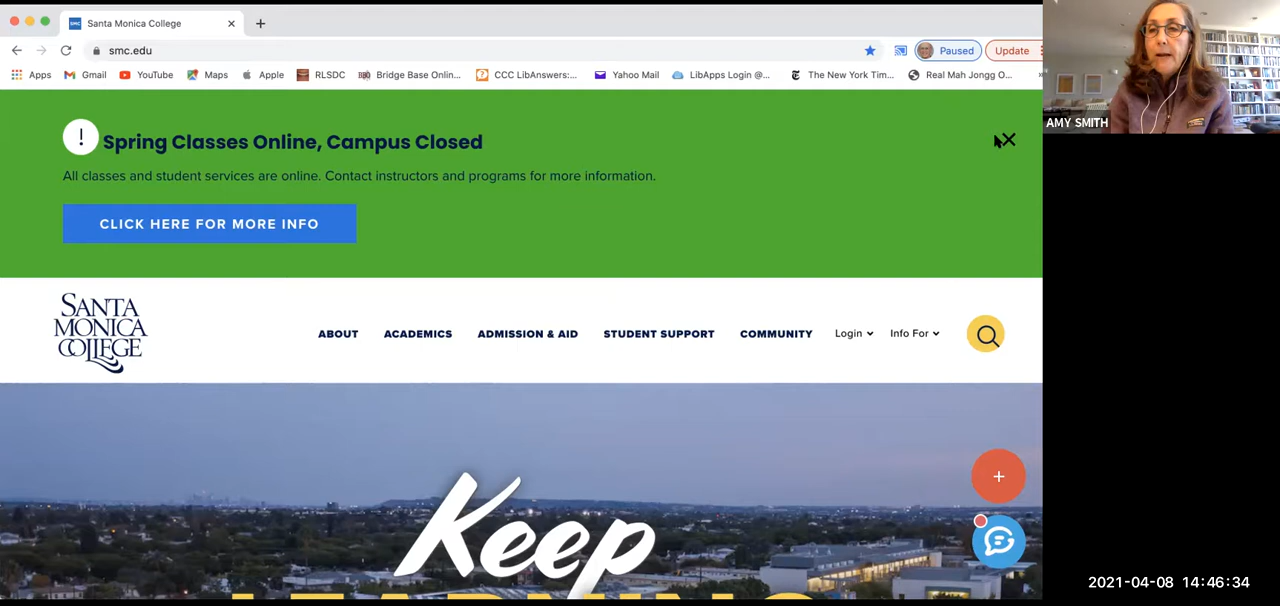 SMC
Santa Monica College
smc.edu
Paused
Update
Apps
Gmail
YouTube
Maps
Apple
RLSDC
Bridge Base Onlin...
CCC LibAnswers:...
Yahoo Mail
LibApps Login @...
The New York Tim...
Real Mah Jongg O...
AMY SMITH
! Spring Classes Online, Campus Closed
All classes and student services are online. Contact instructors and programs for more information.
CLICK HERE FOR MORE INFO
SANTA
MONICA
COLLEGE
ABOUT
ACADEMICS
ADMISSION & AID
STUDENT SUPPORT
COMMUNITY
Login
Info For
Keep
LEARNING
2021-04-08 14:46:34